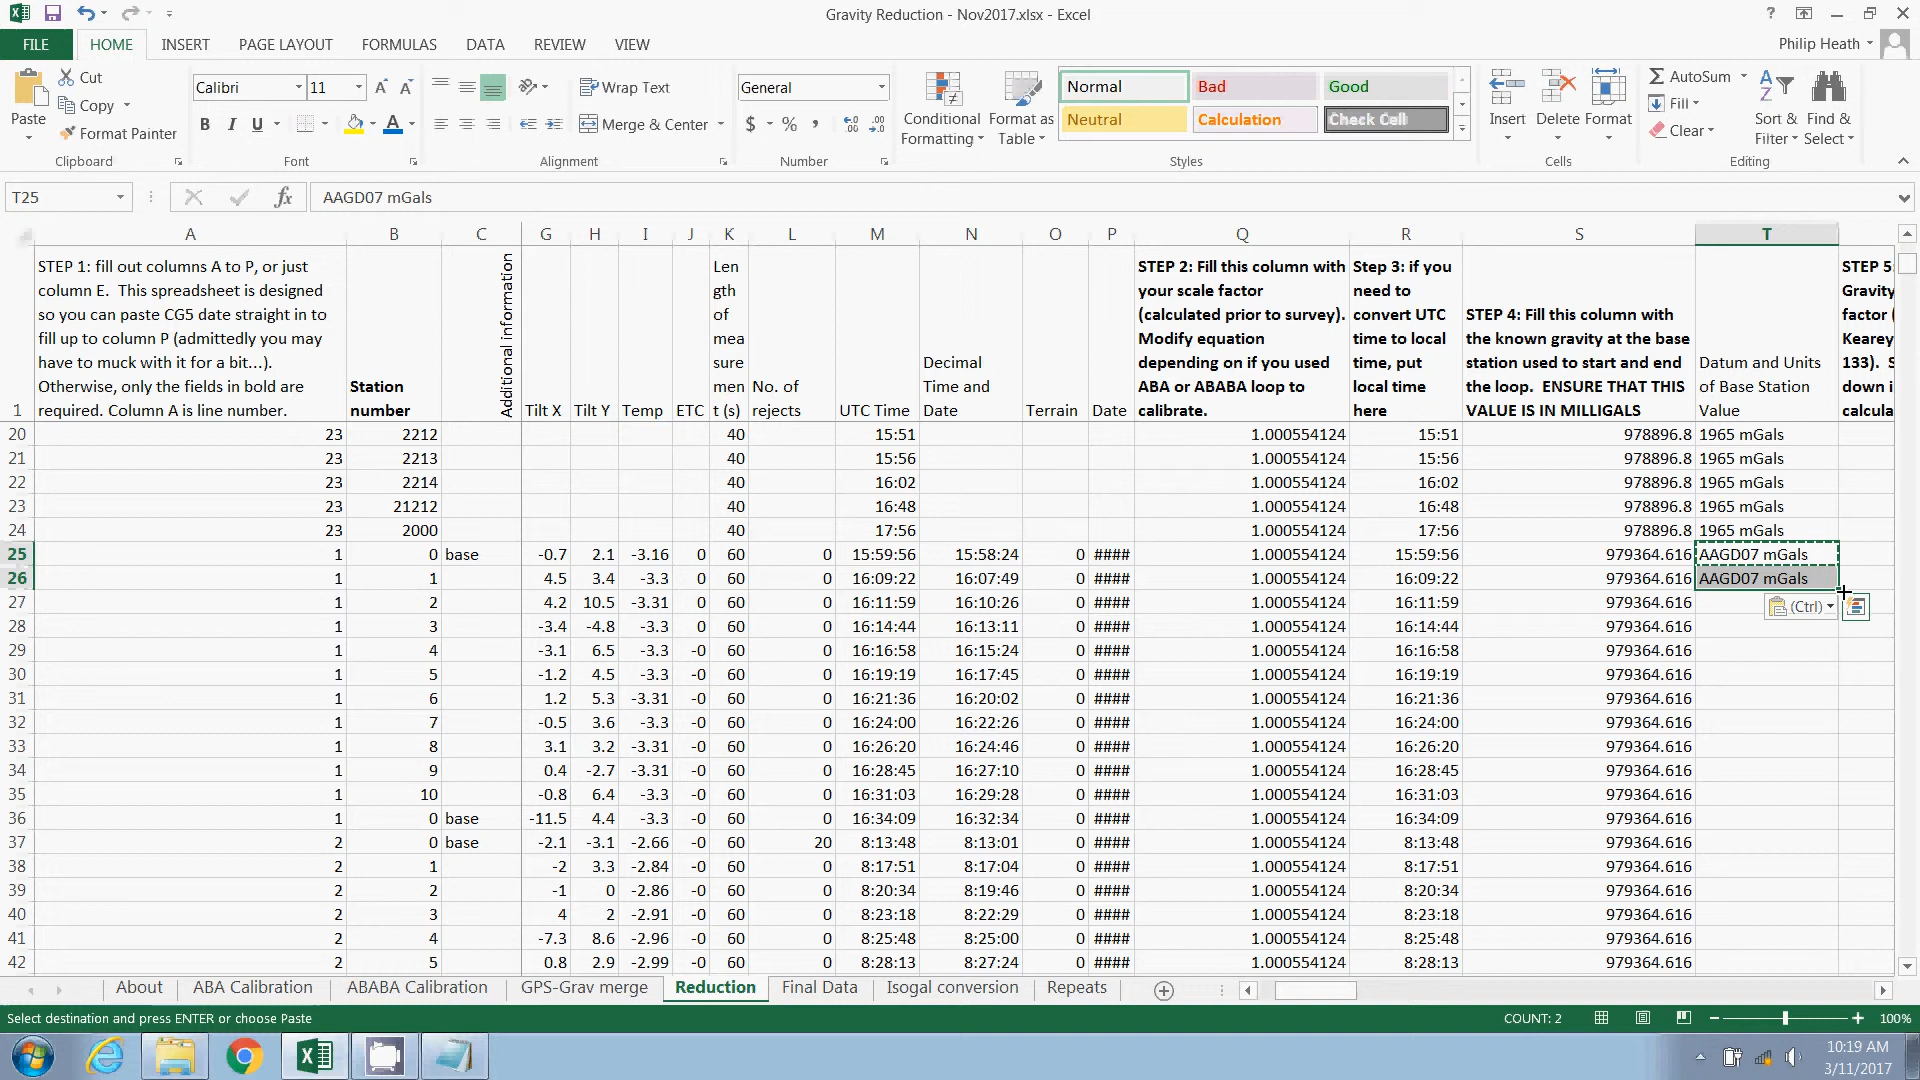 Gravity Reduction - Nov2017.xlsx - Excel
?
FILE HOME INSERT PAGE LAYOUT FORMULAS DATA REVIEW VIEW
Philip Heath
Paste
Cut
Copy
Format Painter
Calibri 11
B I U
Wrap Text
Merge & Center
General
$ % ,
Conditional Formatting
Format as Table
Normal Bad Good
Neutral Calculation Check Cell
Insert Delete Format
AutoSum
Fill
Clear
Sort & Filter
Find & Select
Clipboard Font Alignment Number Styles Cells Editing
T25
fx
AAGD07 mGals
A B C G H I J K L M N O P Q R S T
1
STEP 1: fill out columns A to P, or just
column E. This spreadsheet is designed
so you can paste CG5 date straight in to
fill up to column P (admittedly you may
have to muck with it for a bit...).
Otherwise, only the fields in bold are
required. Column A is line number.
Station
number
Additional information
Tilt X
Tilt Y
Temp
ETC
Len
gth
of
mea
sure
men
t (s)
No. of
rejects
UTC Time
Decimal
Time and
Date
Terrain
Date
STEP 2: Fill this column with
your scale factor
(calculated prior to survey).
Modify equation
depending on if you used
ABA or ABABA loop to
calibrate.
Step 3: if you
need to
convert UTC
time to local
time, put
local time
here
STEP 4: Fill this column with
the known gravity at the base
station used to start and end
the loop. ENSURE THAT THIS
VALUE IS IN MILLIGALS
Datum and Units
of Base Station
Value
STEP 5:
Gravity
factor (
Kearey
133). S
down i
calcula
20 23 2212 40 15:51 1.000554124 15:51 978896.8 1965 mGals
21 23 2213 40 15:56 1.000554124 15:56 978896.8 1965 mGals
22 23 2214 40 16:02 1.000554124 16:02 978896.8 1965 mGals
23 23 21212 40 16:48 1.000554124 16:48 978896.8 1965 mGals
24 23 2000 40 17:56 1.000554124 17:56 978896.8 1965 mGals
25 1 0 base -0.7 2.1 -3.16 0 60 0 15:59:56 15:58:24 0 #### 1.000554124 15:59:56 979364.616 AAGD07 mGals
26 1 1 4.5 3.4 -3.3 0 60 0 16:09:22 16:07:49 0 #### 1.000554124 16:09:22 979364.616 AAGD07 mGals
27 1 2 4.2 10.5 -3.31 0 60 0 16:11:59 16:10:26 0 #### 1.000554124 16:11:59 979364.616
(Ctrl)
28 1 3 -3.4 -4.8 -3.3 0 60 0 16:14:44 16:13:11 0 #### 1.000554124 16:14:44 979364.616
29 1 4 -3.1 6.5 -3.3 -0 60 0 16:16:58 16:15:24 0 #### 1.000554124 16:16:58 979364.616
30 1 5 -1.2 4.5 -3.3 -0 60 0 16:19:19 16:17:45 0 #### 1.000554124 16:19:19 979364.616
31 1 6 1.2 5.3 -3.31 -0 60 0 16:21:36 16:20:02 0 #### 1.000554124 16:21:36 979364.616
32 1 7 -0.5 3.6 -3.3 -0 60 0 16:24:00 16:22:26 0 #### 1.000554124 16:24:00 979364.616
33 1 8 3.1 3.2 -3.31 -0 60 0 16:26:20 16:24:46 0 #### 1.000554124 16:26:20 979364.616
34 1 9 0.4 -2.7 -3.31 -0 60 0 16:28:45 16:27:10 0 #### 1.000554124 16:28:45 979364.616
35 1 10 -0.8 6.4 -3.3 -0 60 0 16:31:03 16:29:28 0 #### 1.000554124 16:31:03 979364.616
36 1 0 base -11.5 4.4 -3.3 -0 60 0 16:34:09 16:32:34 0 #### 1.000554124 16:34:09 979364.616
37 2 0 base -2.1 -3.1 -2.66 -0 60 20 8:13:48 8:13:01 0 #### 1.000554124 8:13:48 979364.616
38 2 1 -2 3.3 -2.84 -0 60 0 8:17:51 8:17:04 0 #### 1.000554124 8:17:51 979364.616
39 2 2 -1 0 -2.86 -0 60 0 8:20:34 8:19:46 0 #### 1.000554124 8:20:34 979364.616
40 2 3 4 2 -2.91 -0 60 0 8:23:18 8:22:29 0 #### 1.000554124 8:23:18 979364.616
41 2 4 -7.3 8.6 -2.96 -0 60 0 8:25:48 8:25:00 0 #### 1.000554124 8:25:48 979364.616
42 2 5 0.8 2.9 -2.99 -0 60 0 8:28:13 8:27:24 0 #### 1.000554124 8:28:13 979364.616
About ABA Calibration ABABA Calibration GPS-Grav merge Reduction Final Data Isogal conversion Repeats
Select destination and press ENTER or choose Paste
COUNT: 2
100%
10:19 AM
3/11/2017